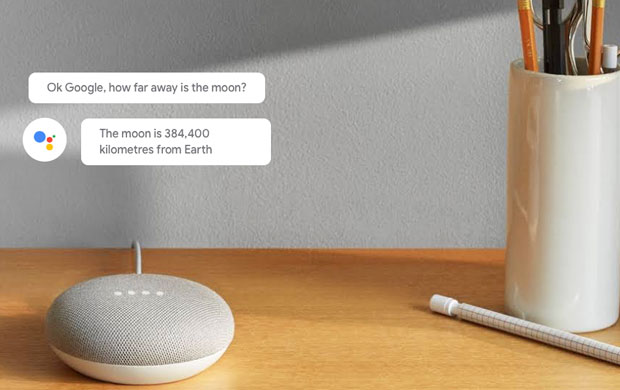 Ok Google, how far away is the moon?
The moon is 384,400
kilometres from Earth